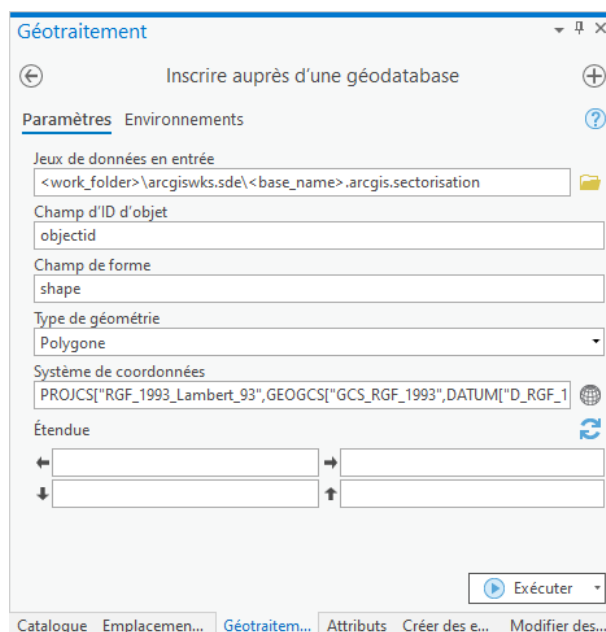 Géotraitement
Inscrire auprès d'une géodatabase
Paramètres Environnements
Jeux de données en entrée
<work_folder>\arcgiswks.sde\<base_name>.arcgis.sectorisation
Champ d'ID d'objet
objectid
Champ de forme
shape
Type de géométrie
Polygone
Système de coordonnées
PROJCS["RGF_1993_Lambert_93",GEOGCS["GCS_RGF_1993",DATUM["D_RGF_1
Étendue
Exécuter
Catalogue Emplacemen... Géotraitem... Attributs Créer des e... Modifier des...